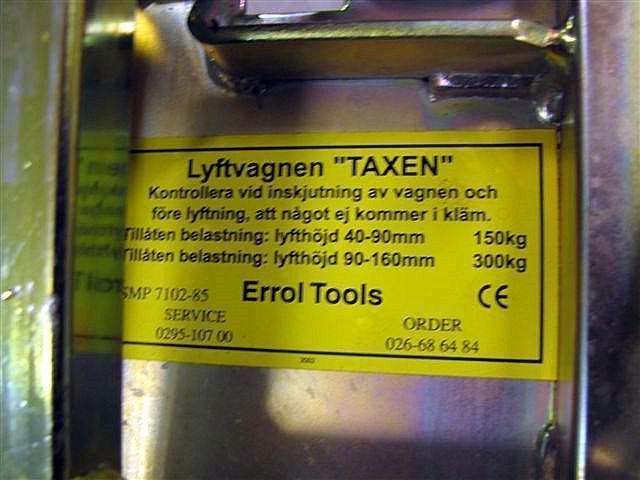 Lyftvagnen "TAXEN"
Kontrollera vid inskjutning av vagnen och
före lyftning, att något ej kommer i kläm.
Tillåten belastning: lyfthöjd 40-90mm 150kg
Tillåten belastning: lyfthöjd 90-160mm 300kg
SMP 7102-85 Errol Tools CE
SERVICE ORDER
0295-107 00 026-68 64 84